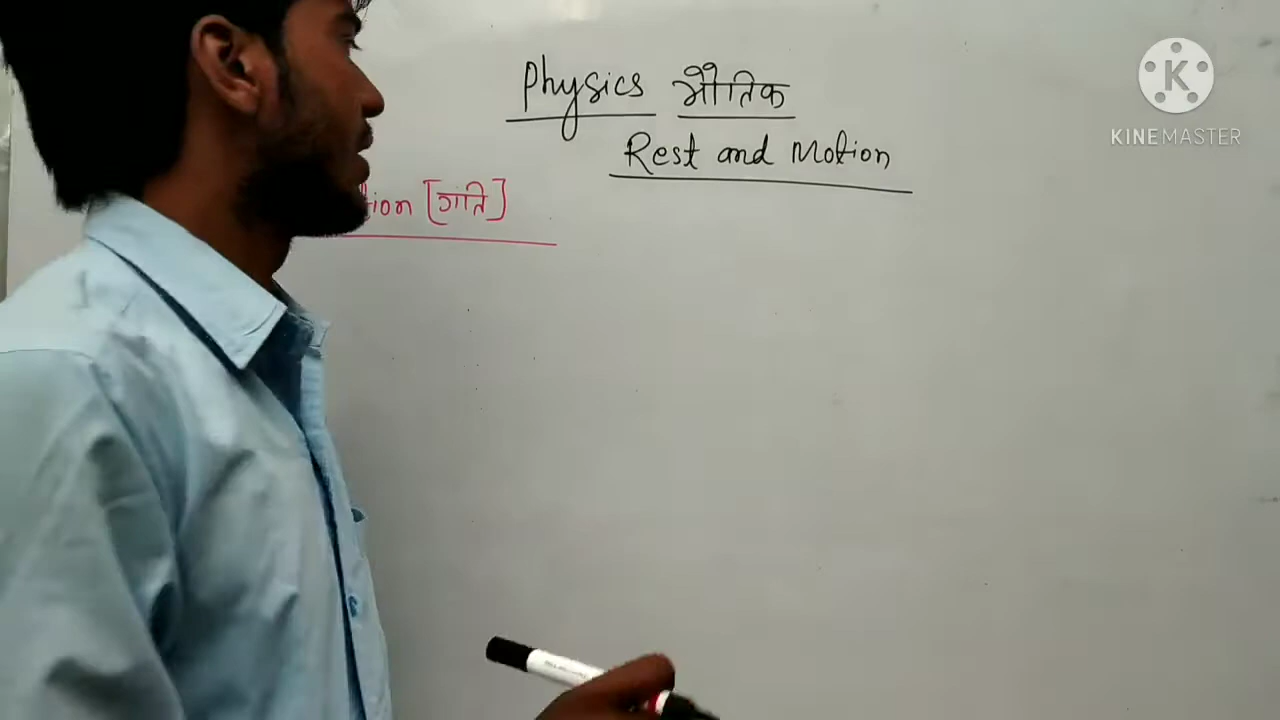 Physics भौतिक
Rest and Motion
tion [गति]
K
KINEMASTER